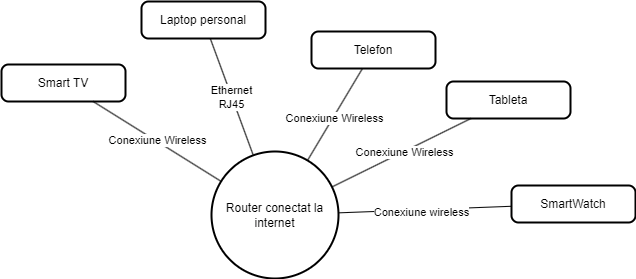 Laptop personal
Telefon
Smart TV
Ethernet
RJ45
Tableta
Conexiune Wireless
Conexiune Wireless
Conexiune Wireless
Router conectat la
internet
SmartWatch
Conexiune wireless